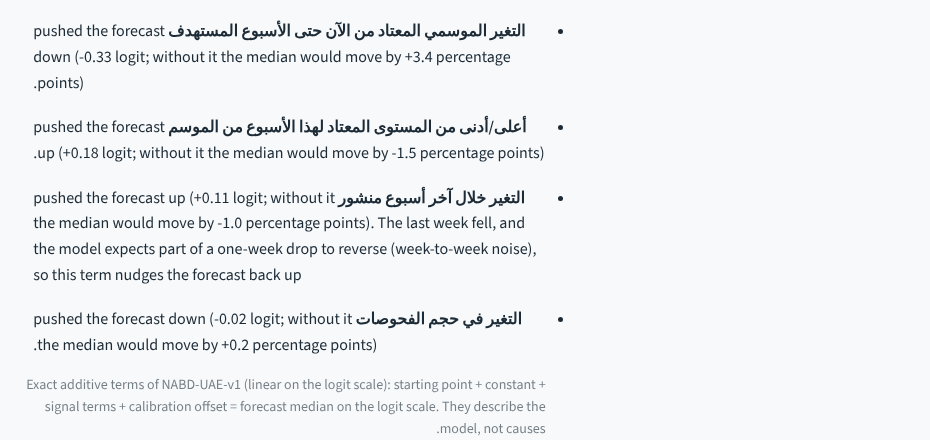 التغير الموسمي المعتاد من الآن حتى الأسبوع المستهدف pushed the forecast
down (-0.33 logit; without it the median would move by +3.4 percentage
points).
أعلى/أدنى من المستوى المعتاد لهذا الأسبوع من الموسم pushed the forecast
up (+0.18 logit; without it the median would move by -1.5 percentage points).
التغير خلال آخر أسبوع منشور pushed the forecast up (+0.11 logit; without it
the median would move by -1.0 percentage points). The last week fell, and
the model expects part of a one-week drop to reverse (week-to-week noise),
so this term nudges the forecast back up
التغير في حجم الفحوصات pushed the forecast down (-0.02 logit; without it
the median would move by +0.2 percentage points).
Exact additive terms of NABD-UAE-v1 (linear on the logit scale): starting point + constant +
signal terms + calibration offset = forecast median on the logit scale. They describe the
model, not causes.